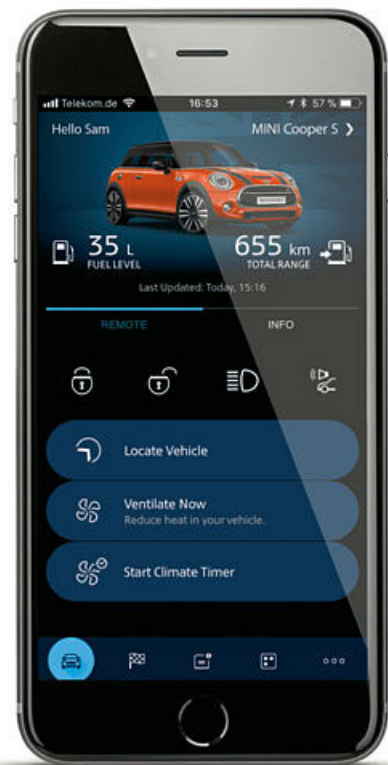 Telekom.de 16:53 57 %
Hello Sam MINI Cooper S
35 L 655 km
FUEL LEVEL TOTAL RANGE
Last Updated: Today, 15:16
REMOTE INFO
Locate Vehicle
Ventilate Now
Reduce heat in your vehicle.
Start Climate Timer